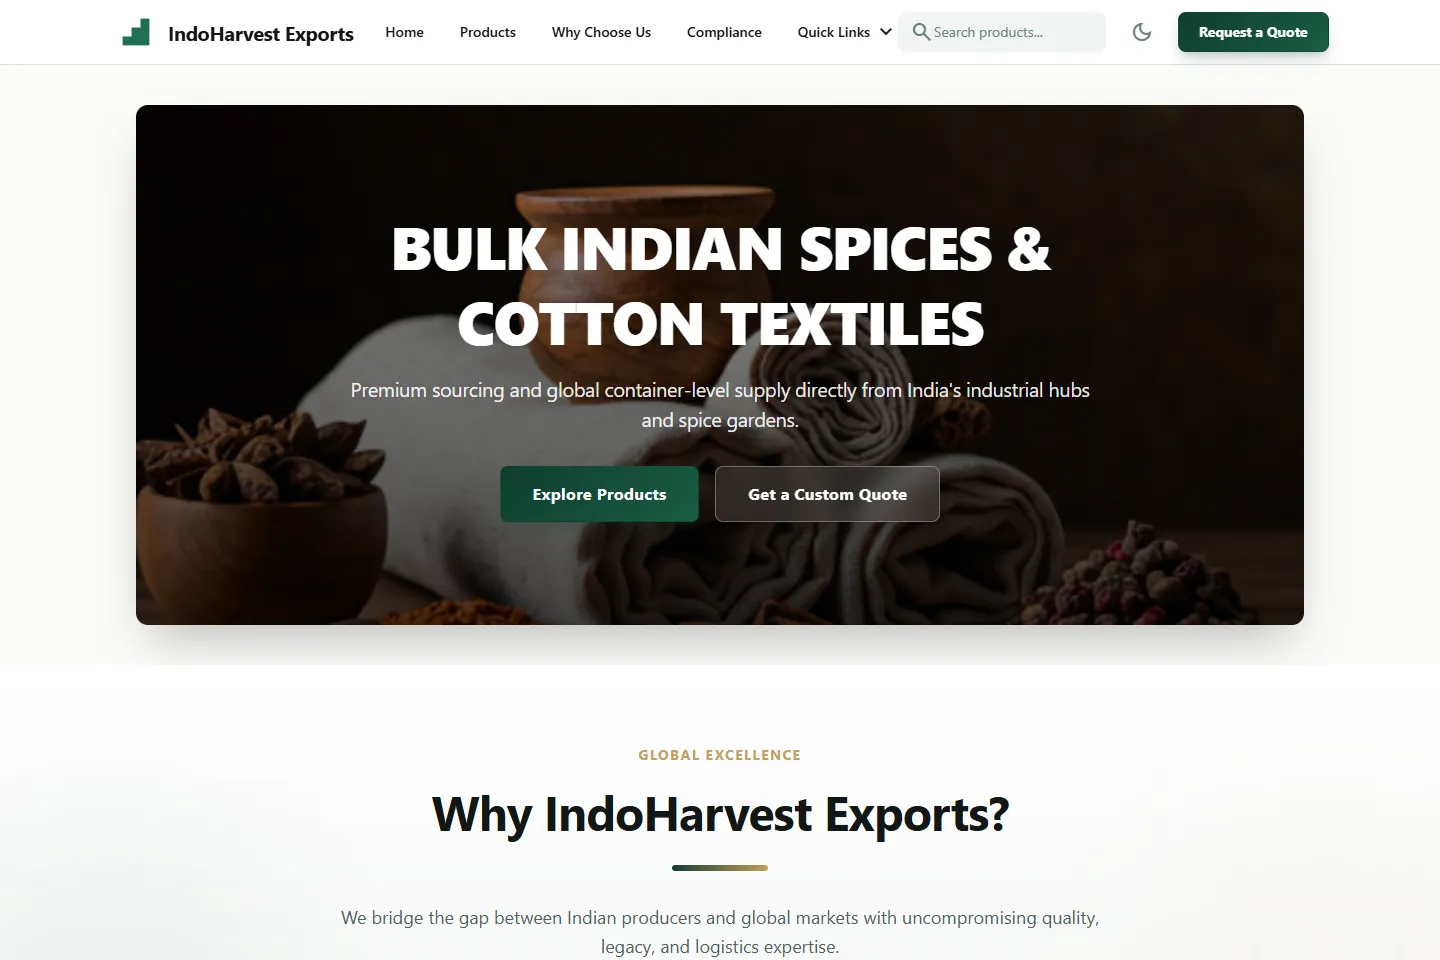 IndoHarvest Exports
Home
Products
Why Choose Us
Compliance
Quick Links
Search products...
Request a Quote
BULK INDIAN SPICES &
COTTON TEXTILES
Premium sourcing and global container-level supply directly from India's industrial hubs
and spice gardens.
Explore Products
Get a Custom Quote
GLOBAL EXCELLENCE
Why IndoHarvest Exports?
We bridge the gap between Indian producers and global markets with uncompromising quality,
legacy, and logistics expertise.